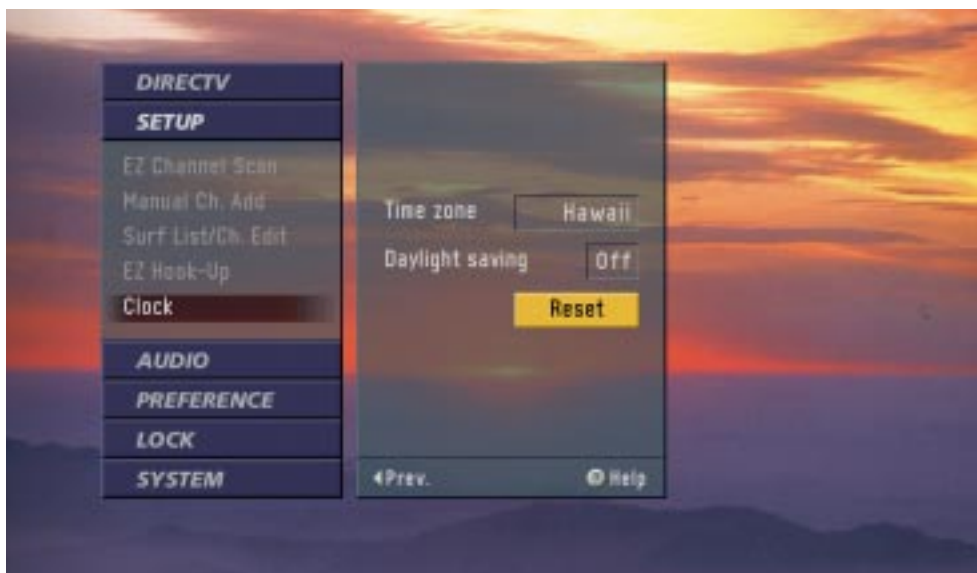 DIRECTV
SETUP
EZ Channel Scan
Manual Ch. Add
Surf List/Ch. Edit
EZ Hook-Up
Clock
AUDIO
PREFERENCE
LOCK
SYSTEM
Time zone Hawaii
Daylight saving Off
Reset
Prev. Help